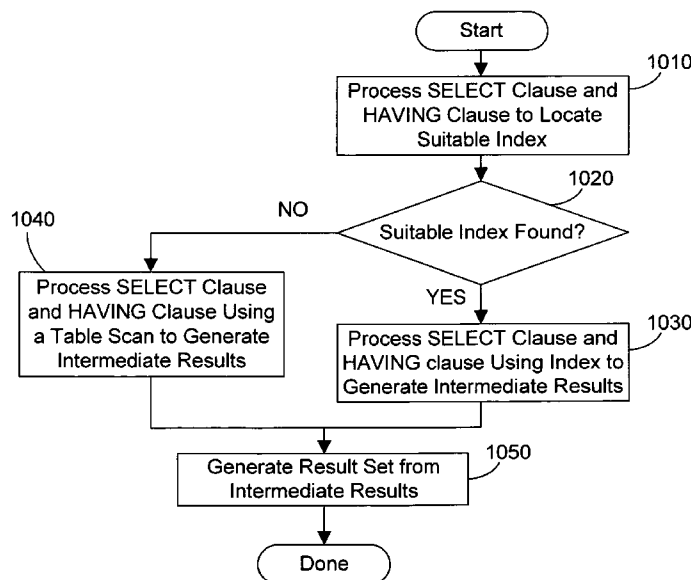 Start
1010
Process SELECT Clause and
HAVING Clause to Locate
Suitable Index
1020
Suitable Index Found?
NO
YES
1040
Process SELECT Clause
and HAVING Clause Using
a Table Scan to Generate
Intermediate Results
1030
Process SELECT Clause and
HAVING clause Using Index to
Generate Intermediate Results
1050
Generate Result Set from
Intermediate Results
Done